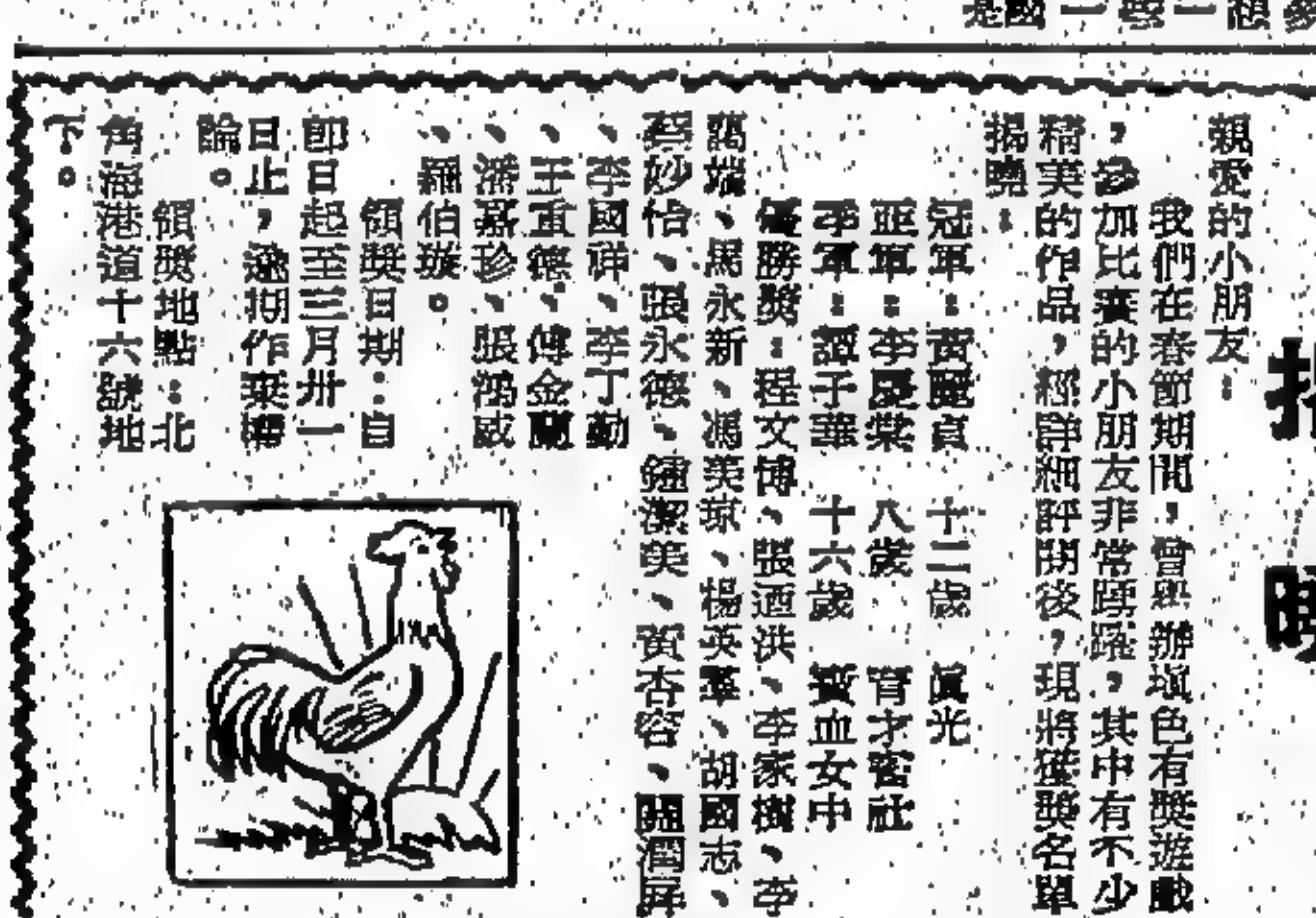 親愛的小朋友：
我們在春節期間，曾舉辦塡色有獎遊戲
，參加比賽的小朋友非常踴躍，其中有不少
精美的作品，經詳細評閱後，現將獲獎名單
揭曉：
冠軍：黃麗貞　十二歲　眞光
亚軍：李慶棠　八歲　育才書社
季軍：譚子華　十六歲　寶血女中
優勝獎：程文博、張迺洪、李家樹、李
藹端、馬永新、馮美琼、楊英羣、胡國志、
蔡妙怡、張永德、鍾潔美、黃杏容、關潤屏
、李國祥、李丁勤
、王直德、傅金蘭
、潘嘉珍、張鴻威
、羅伯璇。
領獎日期：自
即日起至三月卅一
日止，逾期作棄權
論。
領獎地點：北
角海港道十六號地
下。